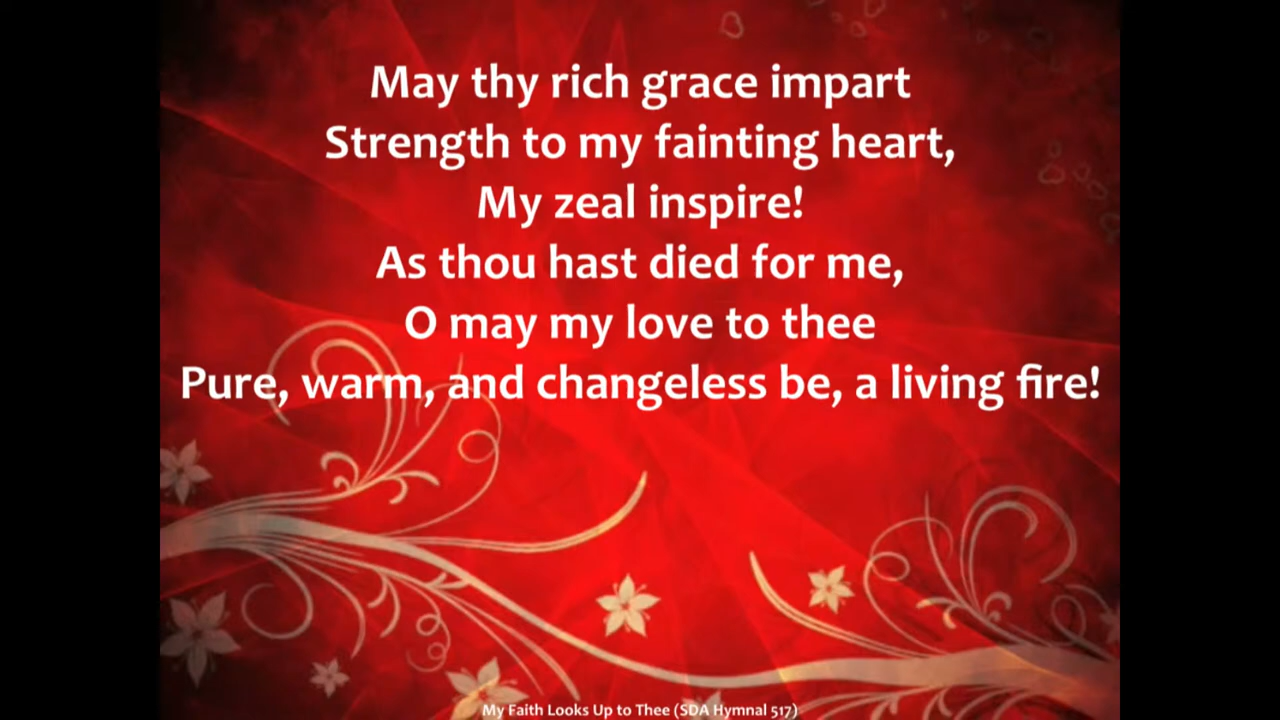 May thy rich grace impart
Strength to my fainting heart,
My zeal inspire!
As thou hast died for me,
O may my love to thee
Pure, warm, and changeless be, a living fire!
My Faith Looks Up to Thee (SDA Hymnal 517)